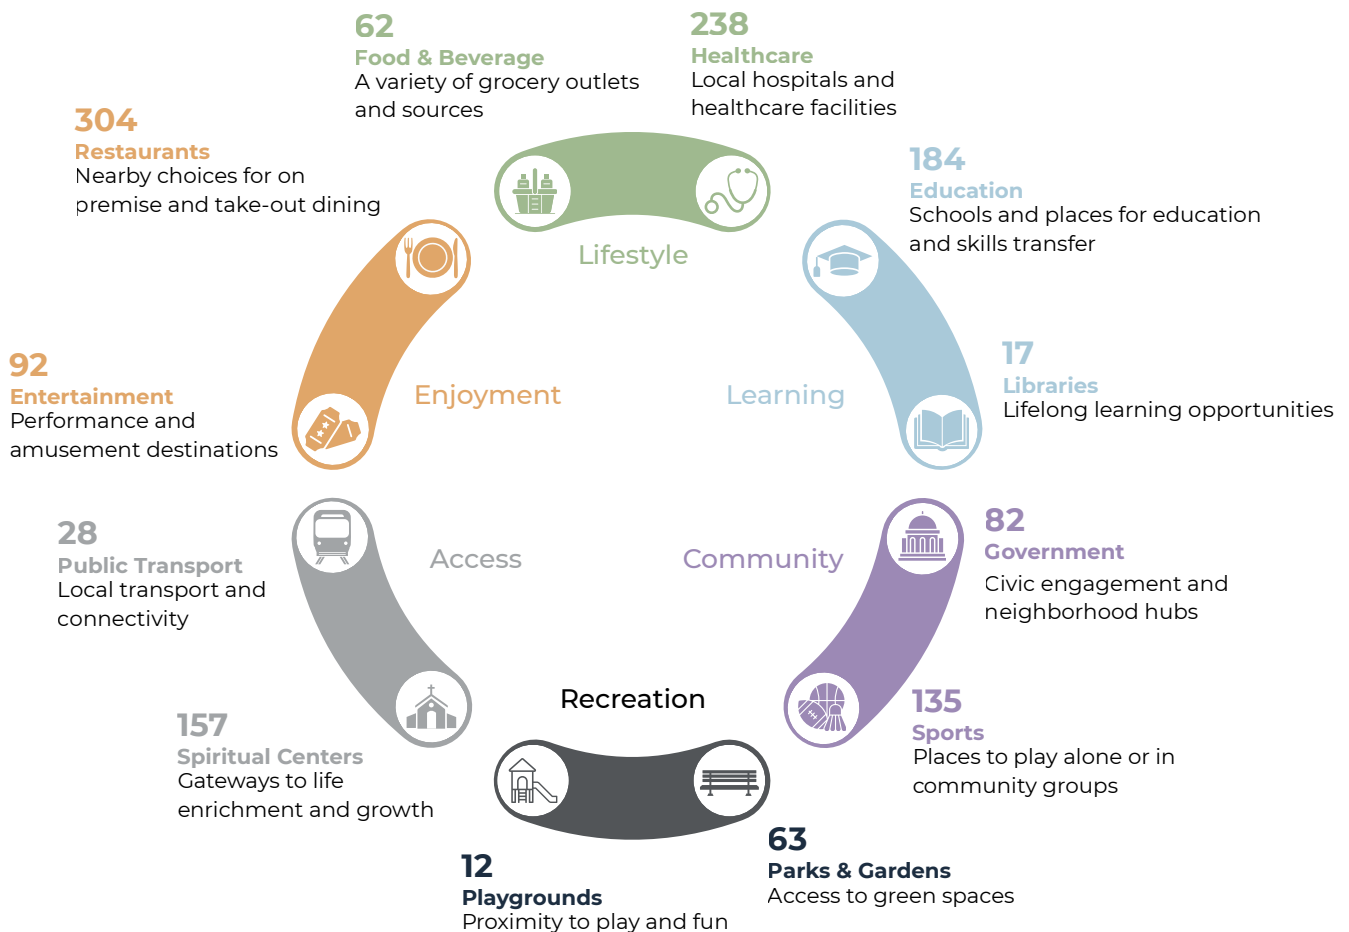 62
Food & Beverage
A variety of grocery outlets
and sources
238
Healthcare
Local hospitals and
healthcare facilities
304
Restaurants
Nearby choices for on
premise and take-out dining
184
Education
Schools and places for education
and skills transfer
Lifestyle
92
Entertainment
Performance and
amusement destinations
Enjoyment
Learning
17
Libraries
Lifelong learning opportunities
28
Public Transport
Local transport and
connectivity
Access
Community
82
Government
Civic engagement and
neighborhood hubs
157
Spiritual Centers
Gateways to life
enrichment and growth
Recreation
135
Sports
Places to play alone or in
community groups
12
Playgrounds
Proximity to play and fun
63
Parks & Gardens
Access to green spaces